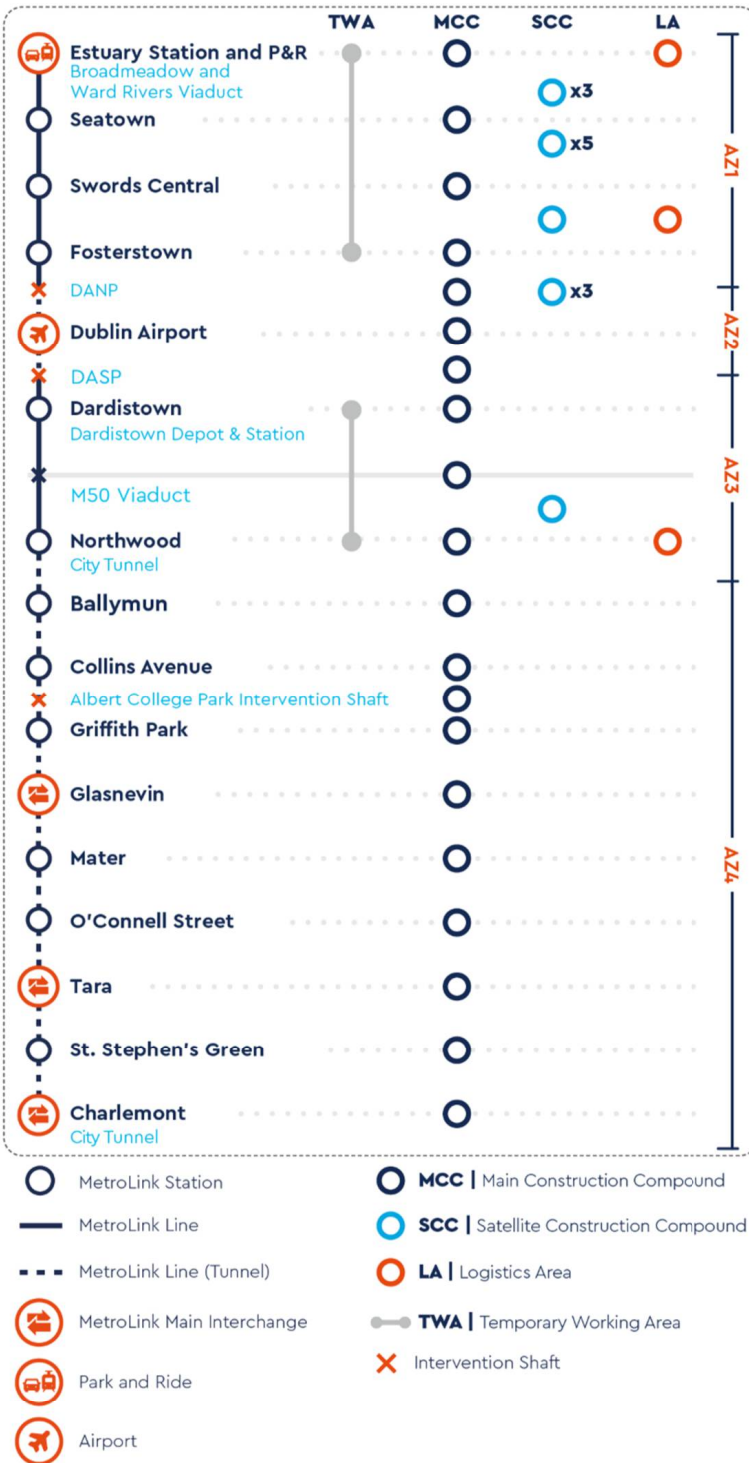 TWA MCC SCC LA
Estuary Station and P&R
Broadmeadow and
Ward Rivers Viaduct
x3
Seatown
x5
AZ1
Swords Central
Fosterstown
DANP
x3
Dublin Airport
AZ2
DASP
Dardistown
Dardistown Depot & Station
AZ3
M50 Viaduct
Northwood
City Tunnel
Ballymun
Collins Avenue
Albert College Park Intervention Shaft
Griffith Park
Glasnevin
Mater
AZ4
O'Connell Street
Tara
St. Stephen's Green
Charlemont
City Tunnel
MetroLink Station
MetroLink Line
MetroLink Line (Tunnel)
MetroLink Main Interchange
Park and Ride
Airport
MCC | Main Construction Compound
SCC | Satellite Construction Compound
LA | Logistics Area
TWA | Temporary Working Area
Intervention Shaft